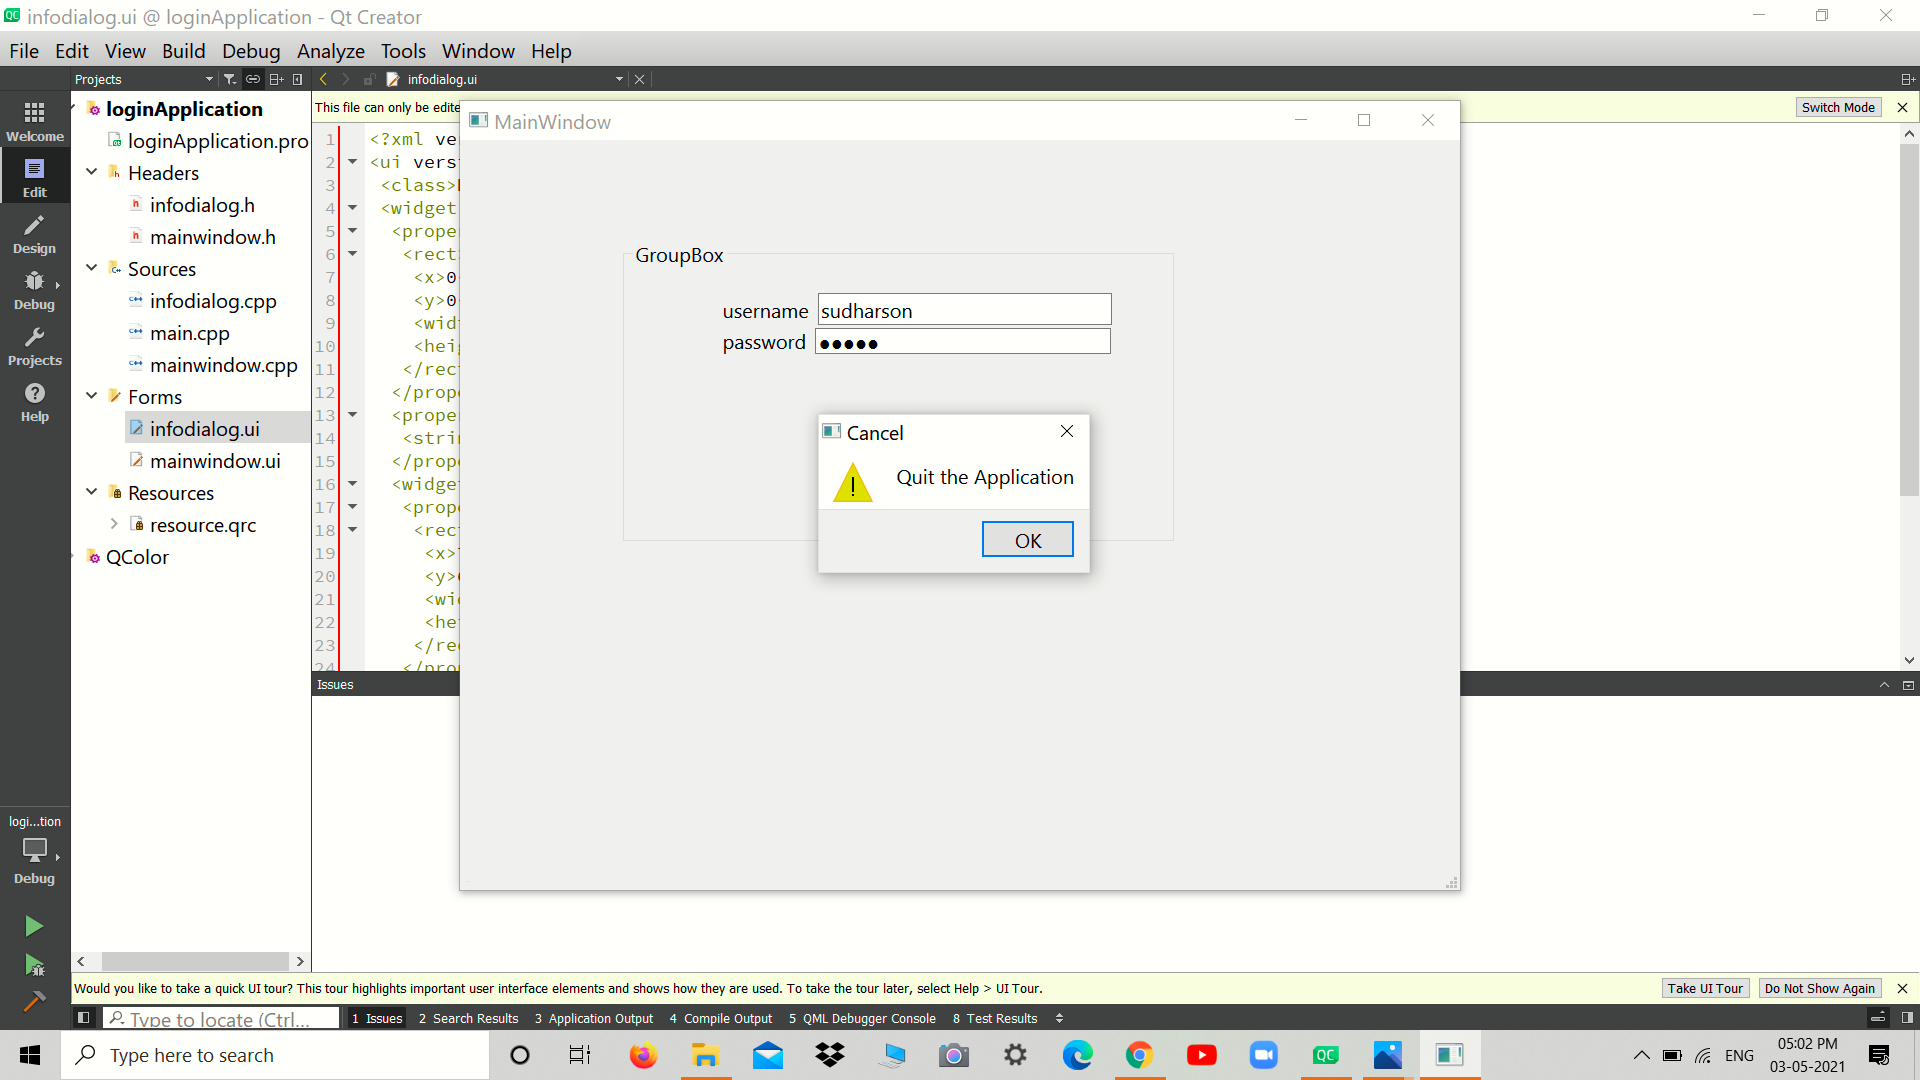 infodialog.ui @ loginApplication - Qt Creator
File Edit View Build Debug Analyze Tools Window Help
Projects
infodialog.ui
Welcome
Edit
Design
Debug
Projects
Help
logi...tion
Debug
loginApplication
loginApplication.pro
Headers
infodialog.h
mainwindow.h
Sources
infodialog.cpp
main.cpp
mainwindow.cpp
Forms
infodialog.ui
mainwindow.ui
Resources
resource.qrc
QColor
This file can only be edite
Switch Mode
1 <?xml ve
2 <ui vers
3 <class>
4 <widget
5 <prope
6 <rect
7 <x>0
8 <y>0
9 <wid
10 <hei
11 </rec
12 </prop
13 <prope
14 <stri
15 </prop
16 <widge
17 <prop
18 <rec
19 <x>
20 <y>
21 <wi
22 <he
23 </re
24 </pro
MainWindow
GroupBox
username sudharson
password ●●●●●
Cancel
Quit the Application
OK
Issues
Would you like to take a quick UI tour? This tour highlights important user interface elements and shows how they are used. To take the tour later, select Help > UI Tour.
Take UI Tour
Do Not Show Again
Type to locate (Ctrl...
1 Issues 2 Search Results 3 Application Output 4 Compile Output 5 QML Debugger Console 8 Test Results
Type here to search
ENG
05:02 PM
03-05-2021